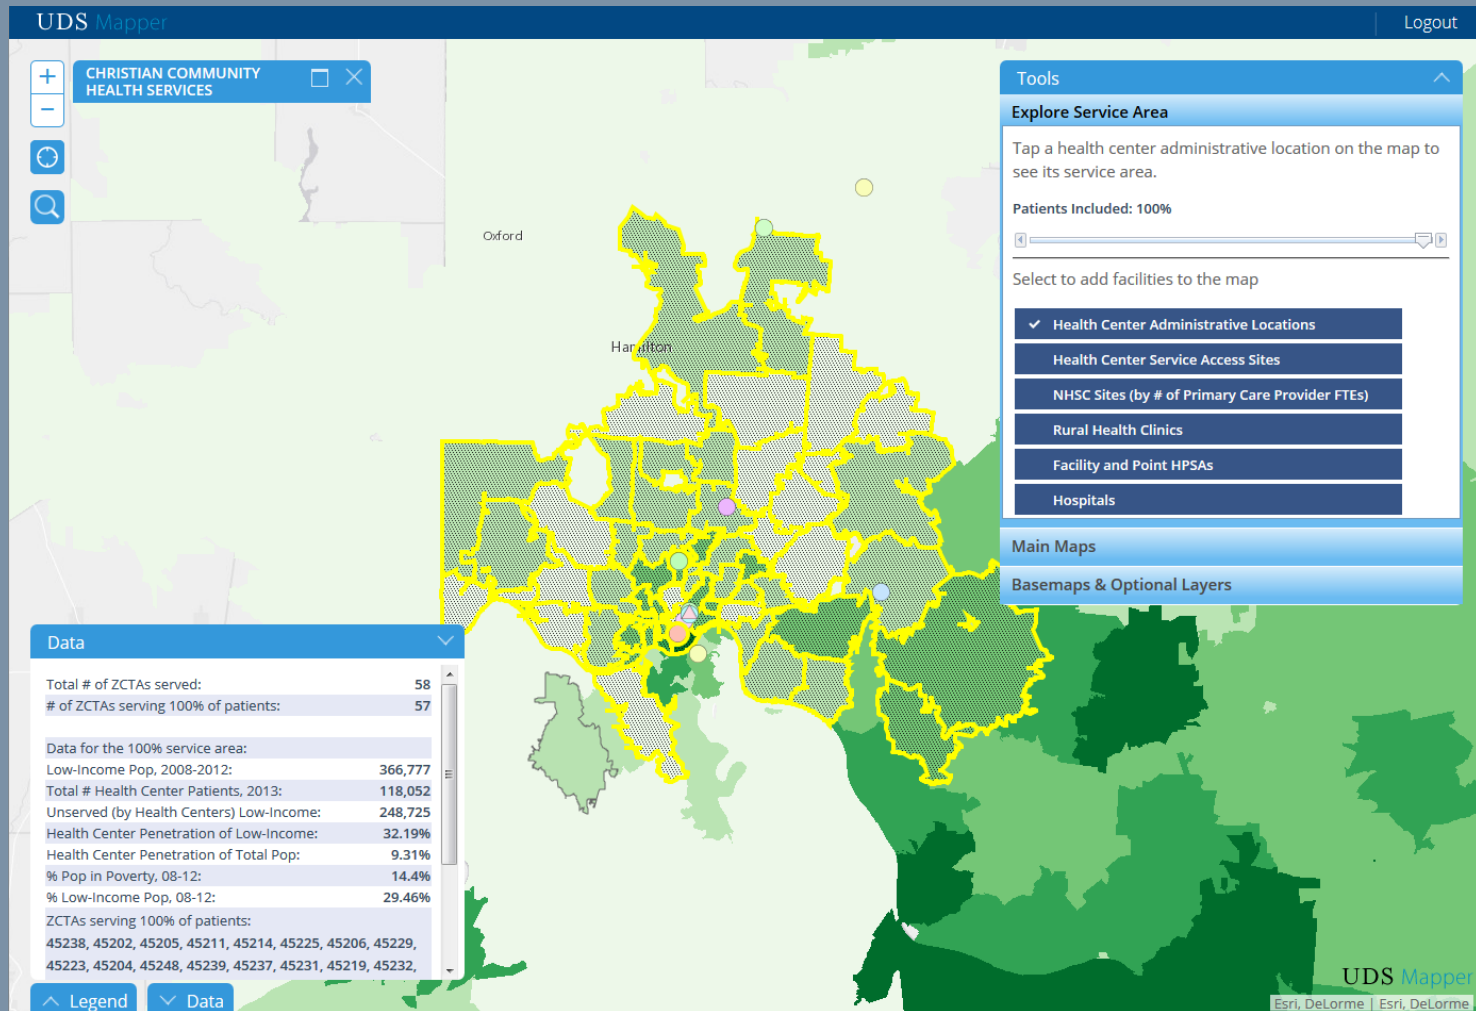 UDS Mapper
Logout
CHRISTIAN COMMUNITY
HEALTH SERVICES
Tools
Explore Service Area
Tap a health center administrative location on the map to
see its service area.
Patients Included: 100%
Select to add facilities to the map
Health Center Administrative Locations
Health Center Service Access Sites
NHSC Sites (by # of Primary Care Provider FTEs)
Rural Health Clinics
Facility and Point HPSAs
Hospitals
Main Maps
Basemaps & Optional Layers
Oxford
Hamilton
Data
Total # of ZCTAs served: 58
# of ZCTAs serving 100% of patients: 57
Data for the 100% service area:
Low-Income Pop, 2008-2012: 366,777
Total # Health Center Patients, 2013: 118,052
Unserved (by Health Centers) Low-Income: 248,725
Health Center Penetration of Low-Income: 32.19%
Health Center Penetration of Total Pop: 9.31%
% Pop in Poverty, 08-12: 14.4%
% Low-Income Pop, 08-12: 29.46%
ZCTAs serving 100% of patients:
45238, 45202, 45205, 45211, 45214, 45225, 45206, 45229,
45223, 45204, 45248, 45239, 45237, 45231, 45219, 45232,
Legend
Data
UDS Mapper
Esri, DeLorme | Esri, DeLorme